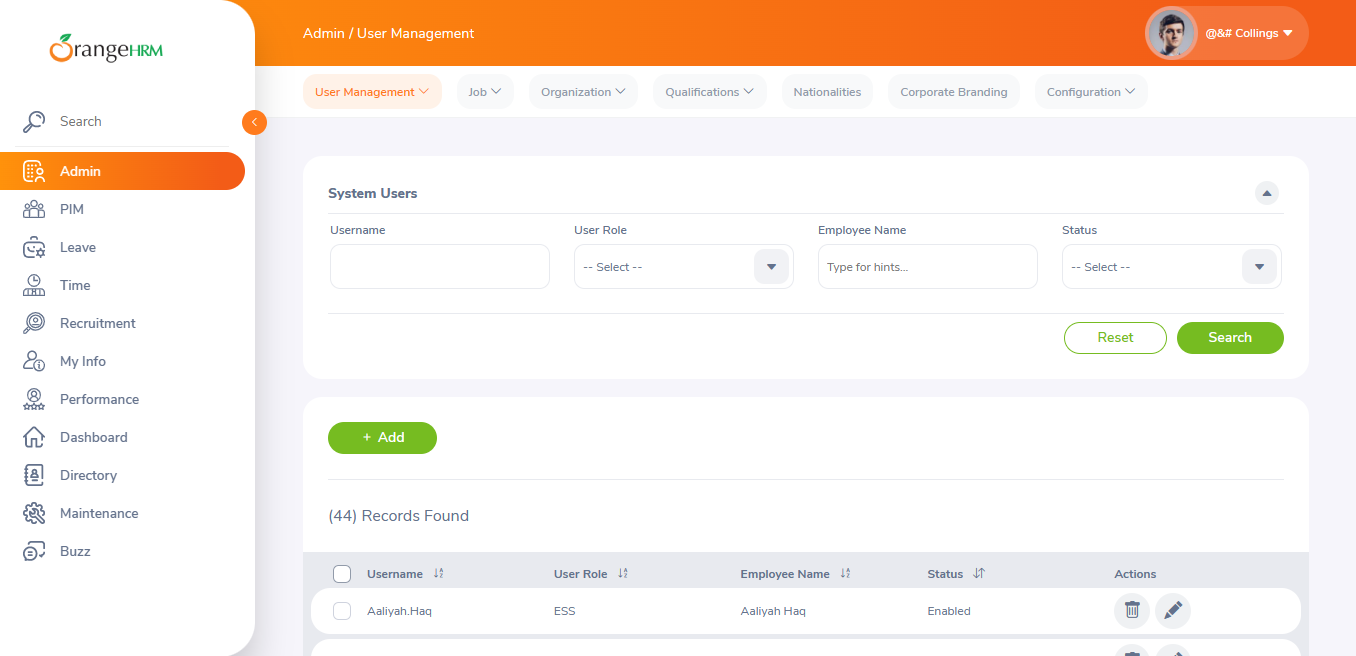 OrangeHRM
Admin / User Management
@&# Collings
User Management
Job
Organization
Qualifications
Nationalities
Corporate Branding
Configuration
Search
Admin
PIM
Leave
Time
Recruitment
My Info
Performance
Dashboard
Directory
Maintenance
Buzz
System Users
Username User Role Employee Name Status
-- Select -- Type for hints... -- Select --
Reset Search
+ Add
(44) Records Found
Username User Role Employee Name Status Actions
Aaliyah.Haq ESS Aaliyah Haq Enabled